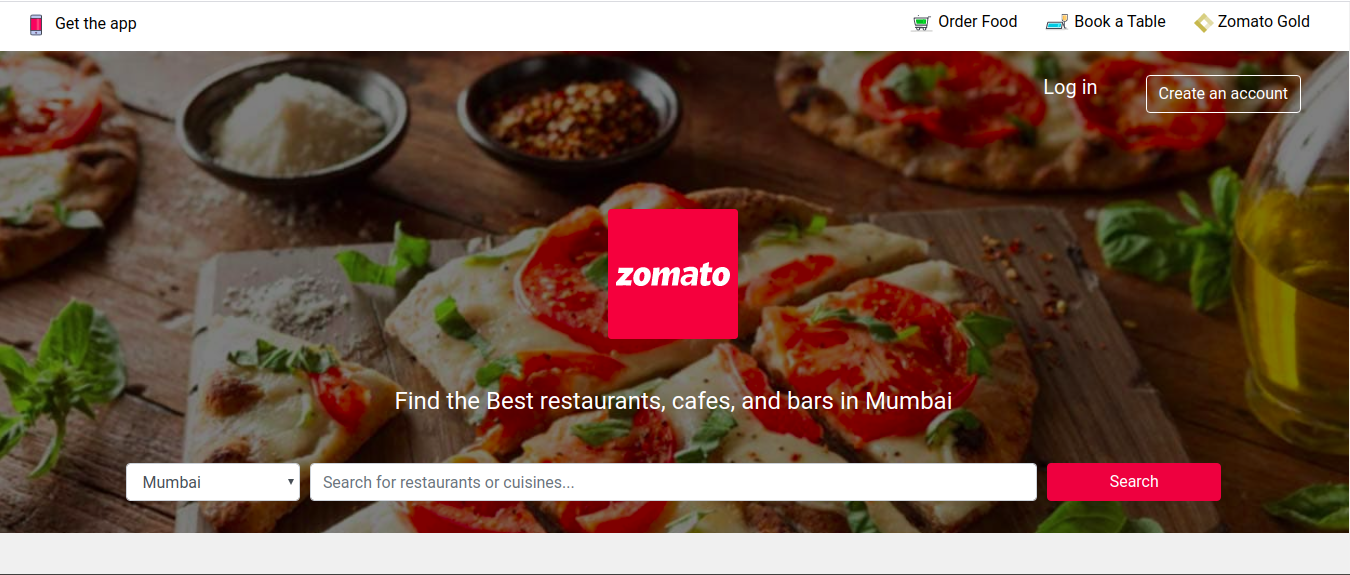 Get the app
Order Food
Book a Table
Zomato Gold
Log in
Create an account
zomato
Find the Best restaurants, cafes, and bars in Mumbai
Mumbai
Search for restaurants or cuisines...
Search